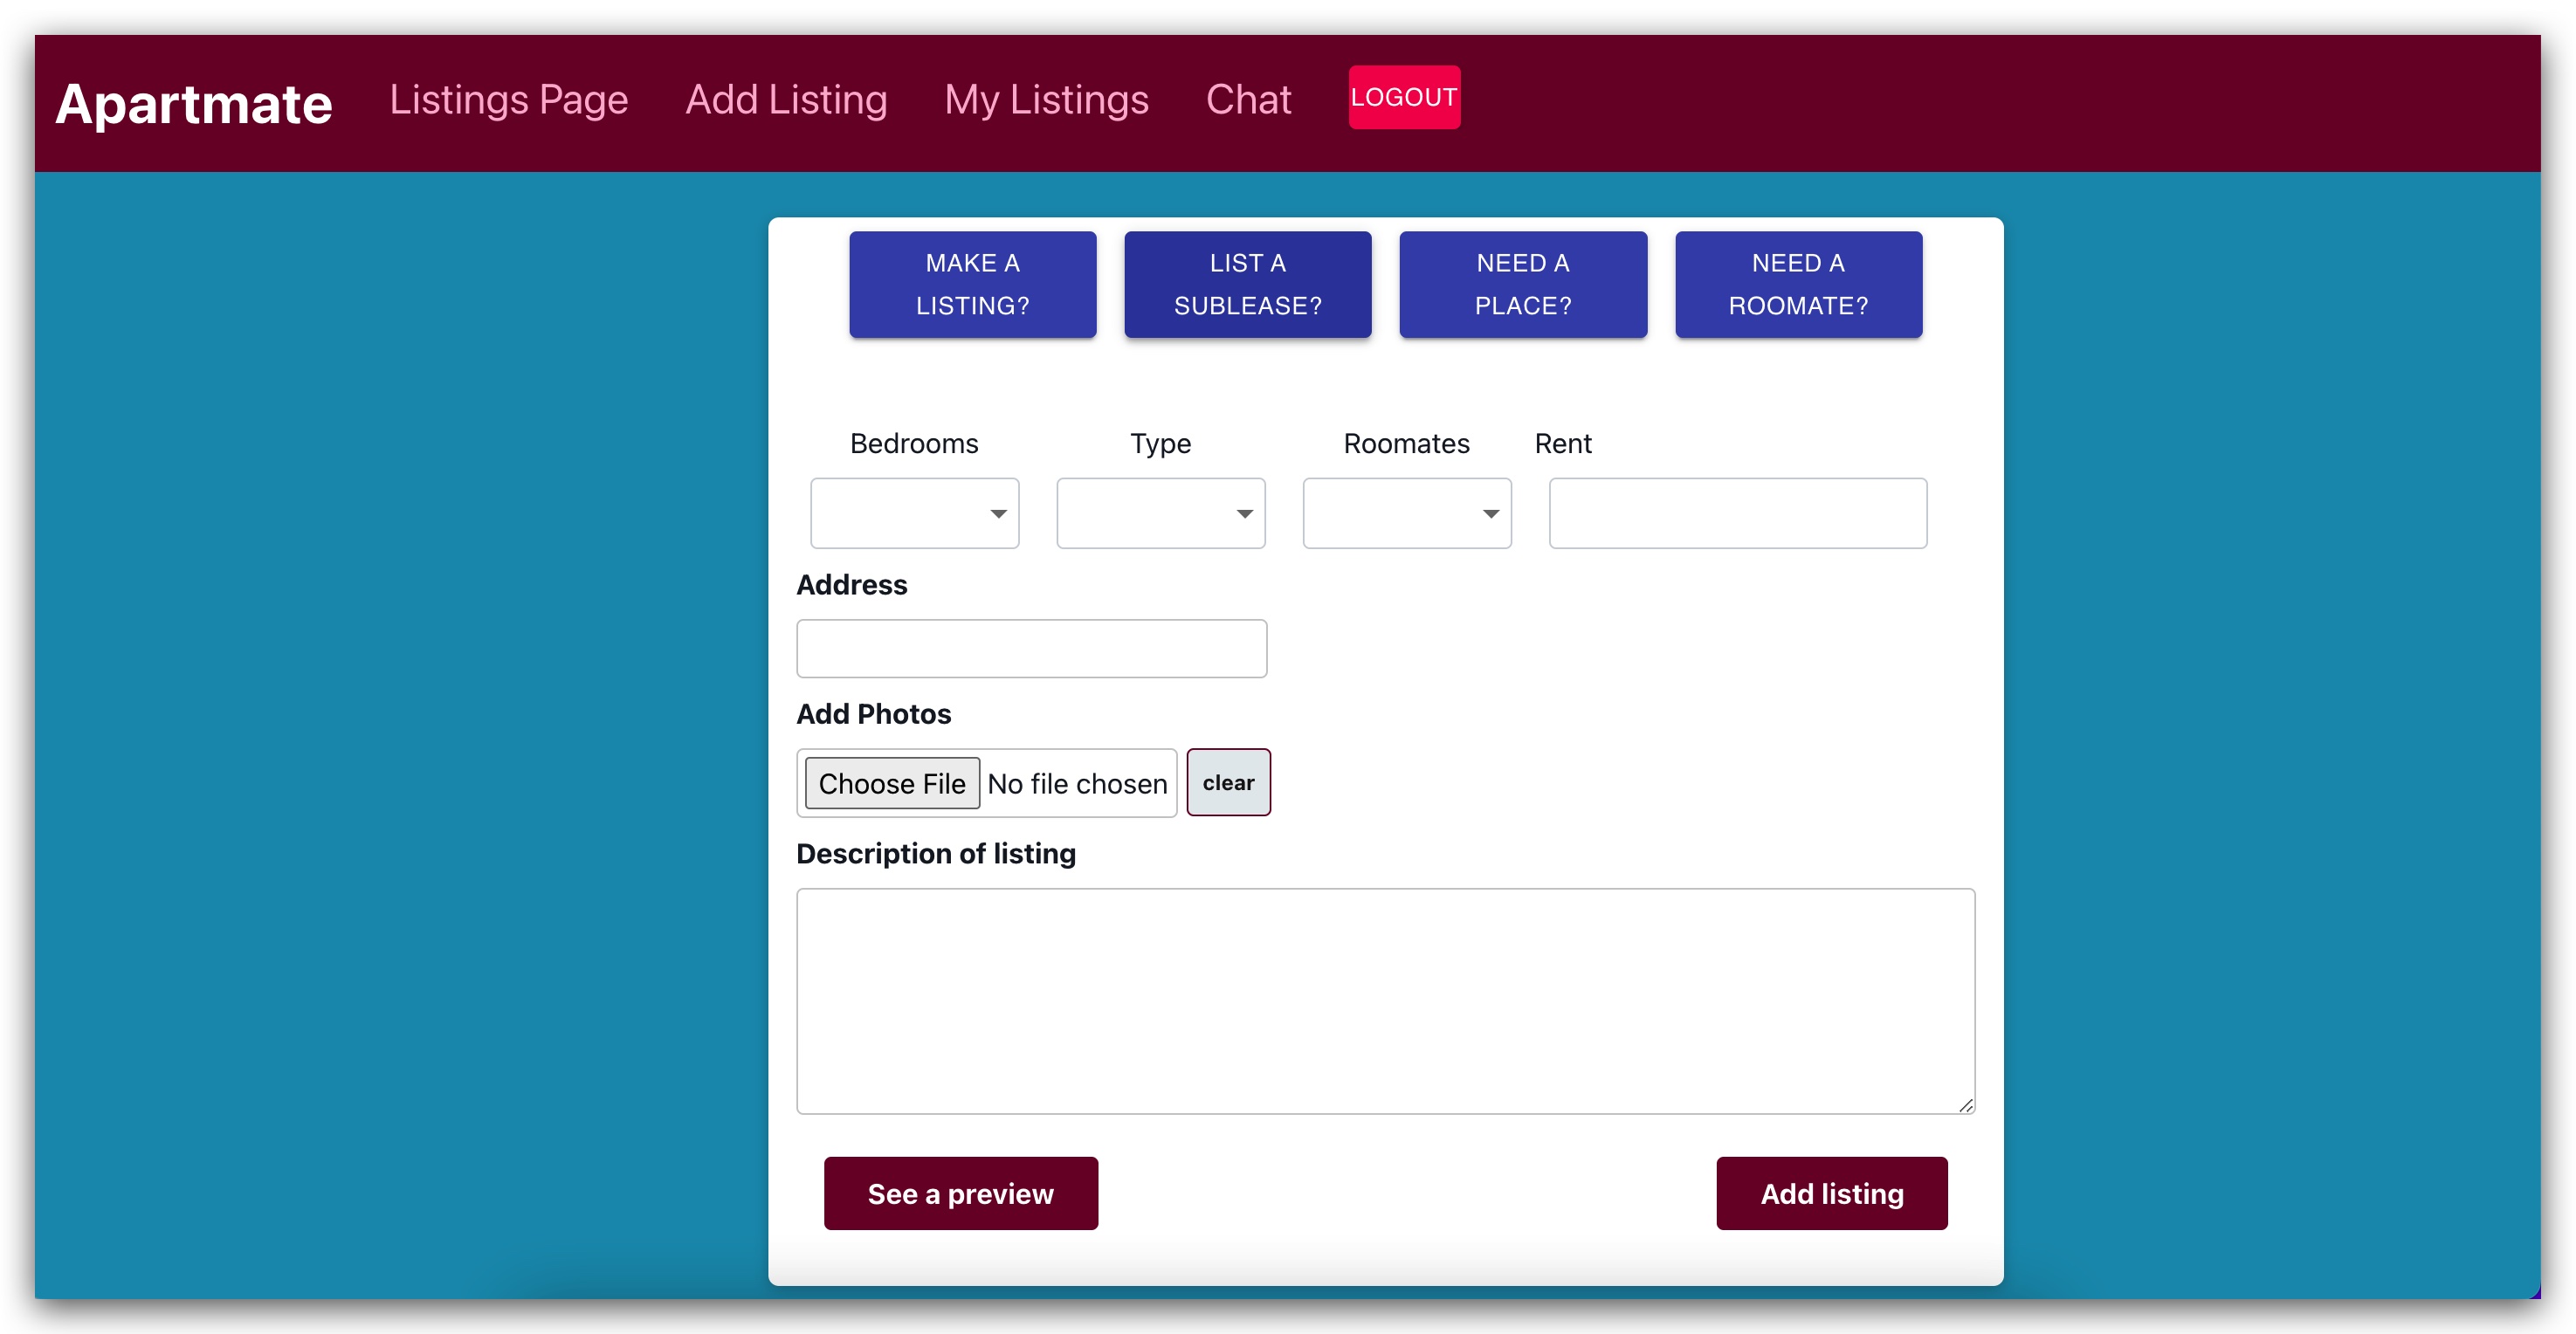 Apartmate Listings Page Add Listing My Listings Chat LOGOUT
MAKE A
LISTING?
LIST A
SUBLEASE?
NEED A
PLACE?
NEED A
ROOMATE?
Bedrooms Type Roomates Rent
Address
Add Photos
Choose File No file chosen clear
Description of listing
See a preview Add listing